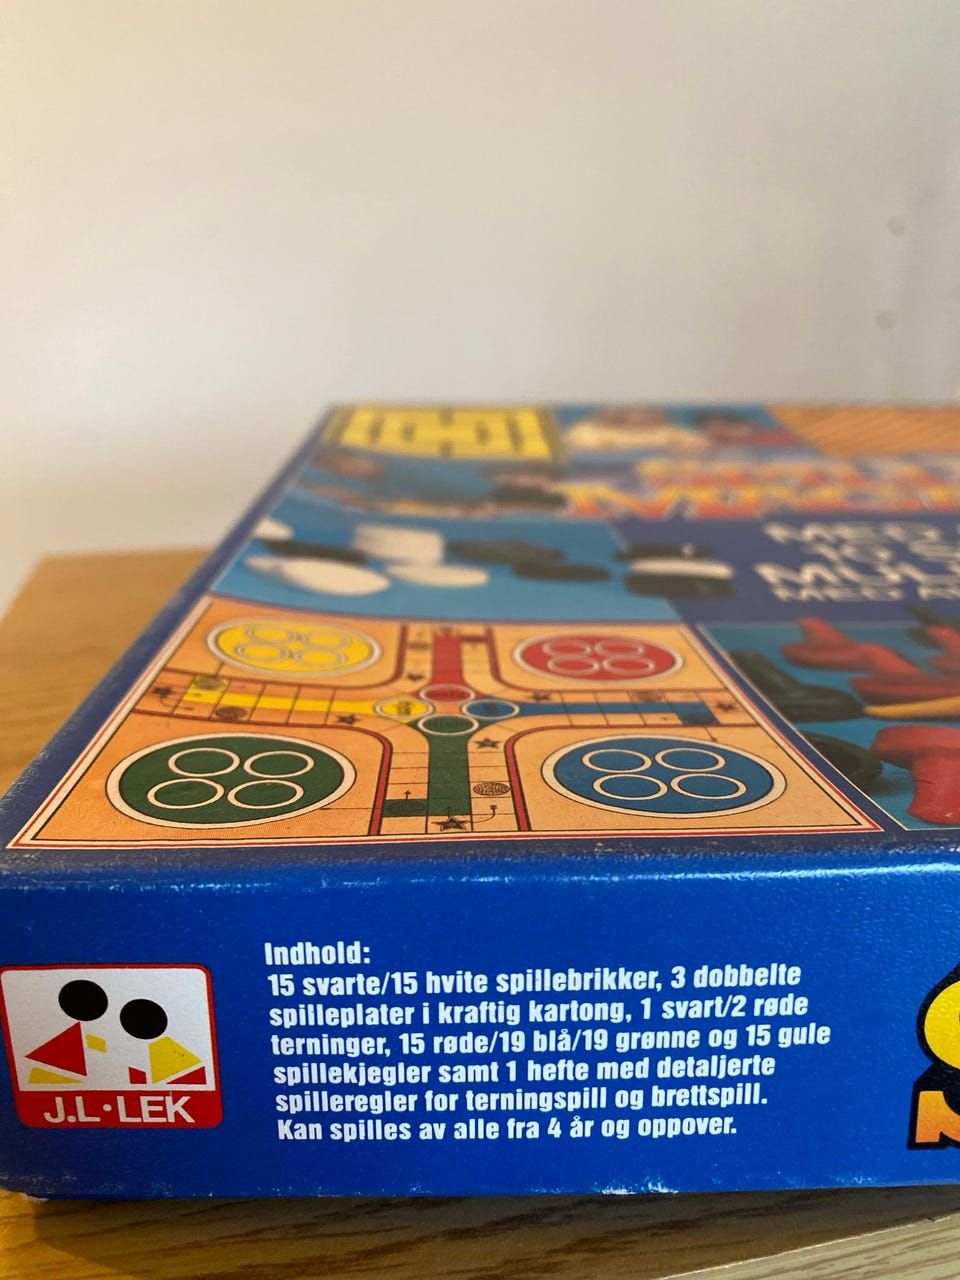 MED
MED
Indhold:
15 svarte/15 hvite spillebrikker, 3 dobbelte
spilleplater i kraftig kartong, 1 svart/2 røde
terninger, 15 røde/19 blå/19 grønne og 15 gule
spillekjegler samt 1 hefte med detaljerte
spilleregler for terningspill og brettspill.
Kan spilles av alle fra 4 år og oppover.
J.L·LEK